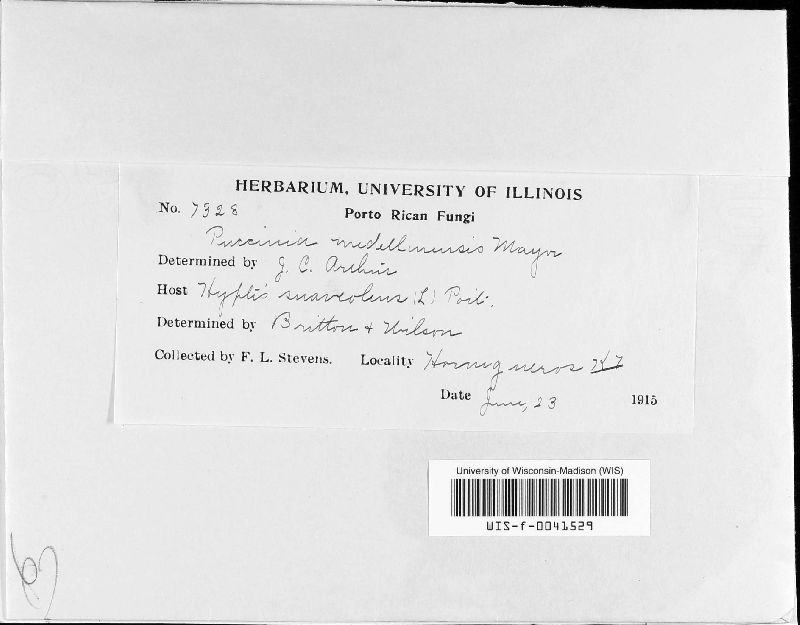 HERBARIUM, UNIVERSITY OF ILLINOIS
No. 7328 Porto Rican Fungi
Puccinia medellinensis Mayor
Determined by J. C. Arthur
Host Hyptis suaveolens (L) Poit.
Determined by Britton & Wilson
Collected by F. L. Stevens. Locality Hormigueros
Date June, 23 1915
University of Wisconsin-Madison (WIS)
WIS-f-0041529